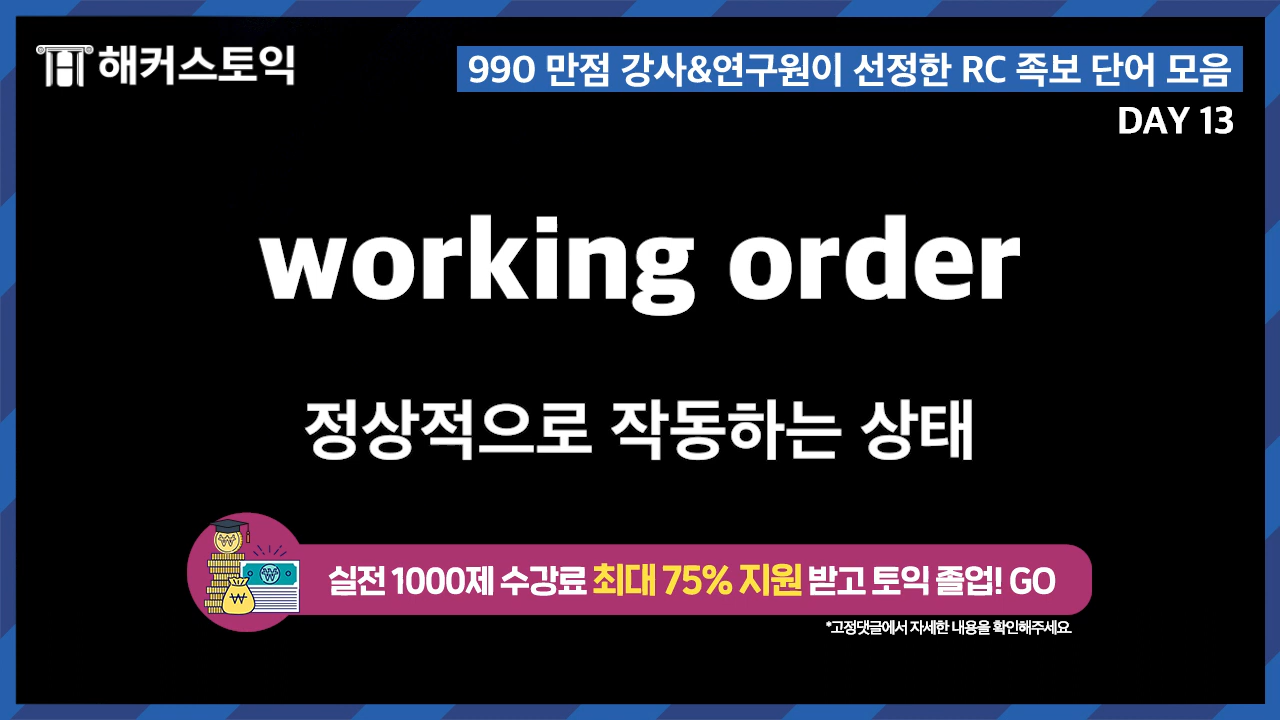 해커스토익
990 만점 강사&연구원이 선정한 RC 족보 단어 모음
DAY 13
working order
정상적으로 작동하는 상태
실전 1000제 수강료 최대 75% 지원 받고 토익 졸업! GO
*고정댓글에서 자세한 내용을 확인해주세요.